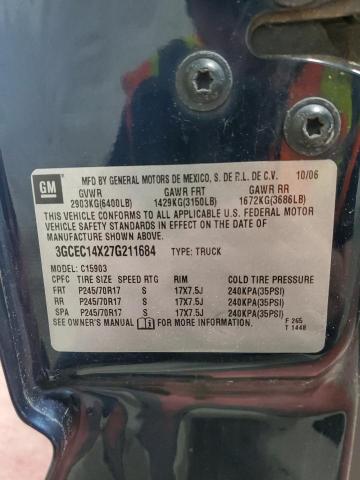 GM
MFD BY GENERAL MOTORS DE MEXICO, S. DE R.L. DE C.V. 10/06
GVWR GAWR FRT GAWR RR
2903KG(6400LB) 1429KG(3150LB) 1672KG(3686LB)
THIS VEHICLE CONFORMS TO ALL APPLICABLE U.S. FEDERAL MOTOR
VEHICLE SAFETY STANDARDS IN EFFECT ON THE DATE OF
MANUFACTURE SHOWN ABOVE.
3GCEC14X27G211684 TYPE: TRUCK
MODEL: C15903
CPFC TIRE SIZE SPEED RTG RIM COLD TIRE PRESSURE
FRT P245/70R17 S 17X7.5J 240KPA(35PSI)
RR P245/70R17 S 17X7.5J 240KPA(35PSI)
SPA P245/70R17 S 17X7.5J 240KPA(35PSI)
SEE OWNER'S MANUAL FOR MORE INFORMATION F 265
T 1448